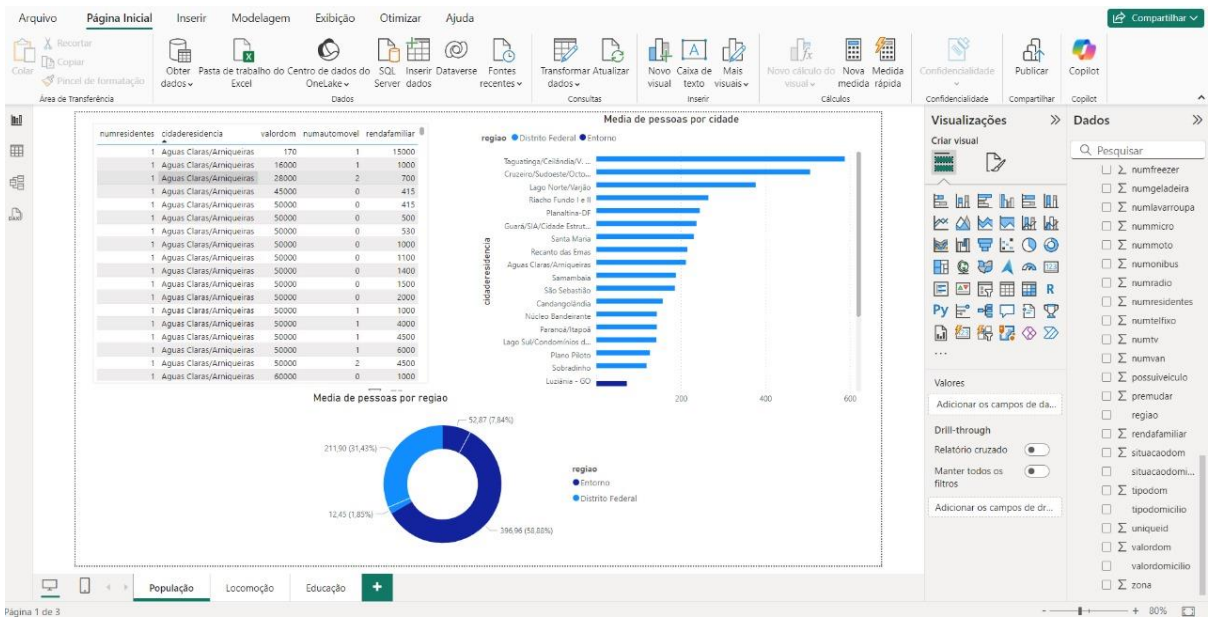 Arquivo Página Inicial Inserir Modelagem Exibição Otimizar Ajuda
Compartilhar
Colar
Recortar
Copiar
Pincel de formatação
Área de Transferência
Obter dados
Pasta de trabalho do Excel
Centro de dados do OneLake
SQL Server
Inserir dados
Dataverse
Fontes recentes
Dados
Transformar dados
Atualizar
Consultas
Novo visual
Caixa de texto
Mais visuais
Inserir
Novo cálculo do visual
Nova medida
Medida rápida
Cálculos
Confidencialidade
Confidencialidade
Publicar
Compartilhar
Copilot
Copilot
numresidentes cidaderesidencia valordom numautomovel rendafamiliar
1 Aguas Claras/Arniqueiras 170 1 15000
1 Aguas Claras/Arniqueiras 16000 1 1000
1 Aguas Claras/Arniqueiras 28000 2 700
1 Aguas Claras/Arniqueiras 45000 0 415
1 Aguas Claras/Arniqueiras 50000 0 415
1 Aguas Claras/Arniqueiras 50000 0 500
1 Aguas Claras/Arniqueiras 50000 0 530
1 Aguas Claras/Arniqueiras 50000 0 1000
1 Aguas Claras/Arniqueiras 50000 0 1100
1 Aguas Claras/Arniqueiras 50000 0 1400
1 Aguas Claras/Arniqueiras 50000 0 1500
1 Aguas Claras/Arniqueiras 50000 0 2000
1 Aguas Claras/Arniqueiras 50000 1 1000
1 Aguas Claras/Arniqueiras 50000 1 4000
1 Aguas Claras/Arniqueiras 50000 1 4500
1 Aguas Claras/Arniqueiras 50000 1 6000
1 Aguas Claras/Arniqueiras 50000 2 4500
1 Aguas Claras/Arniqueiras 60000 0 1000
Media de pessoas por cidade
regiao Distrito Federal Entorno
cidaderesidencia
Taguatinga/Ceilândia/V. ...
Cruzeiro/Sudoeste/Octo...
Lago Norte/Varjão
Riacho Fundo I e II
Planaltina-DF
Guará/SIA/Cidade Estrut...
Santa Maria
Recanto das Emas
Aguas Claras/Arniqueiras
Samambaia
São Sebastião
Candangolândia
Núcleo Bandeirante
Paranoá/Itapoã
Lago Sul/Condomínios d...
Plano Piloto
Sobradinho
Luziânia - GO
200 400 600
Media de pessoas por regiao
52,87 (7,84%)
211,90 (31,43%)
12,45 (1,85%)
396,96 (58,88%)
regiao
Entorno
Distrito Federal
Visualizações
Criar visual
R
Py
...
Valores
Adicionar os campos de da...
Drill-through
Relatório cruzado
Manter todos os filtros
Adicionar os campos de dr...
Dados
Pesquisar
numfreezer
numgeladeira
numlavarroupa
nummicro
nummoto
numonibus
numradio
numresidentes
numtelfixo
numtv
numvan
possuiveiculo
premudar
regiao
rendafamiliar
situacaodom
situacaodomi...
tipodom
tipodomicilio
uniqueid
valordom
valordomicilio
zona
População Locomoção Educação +
Página 1 de 3
- + 80%